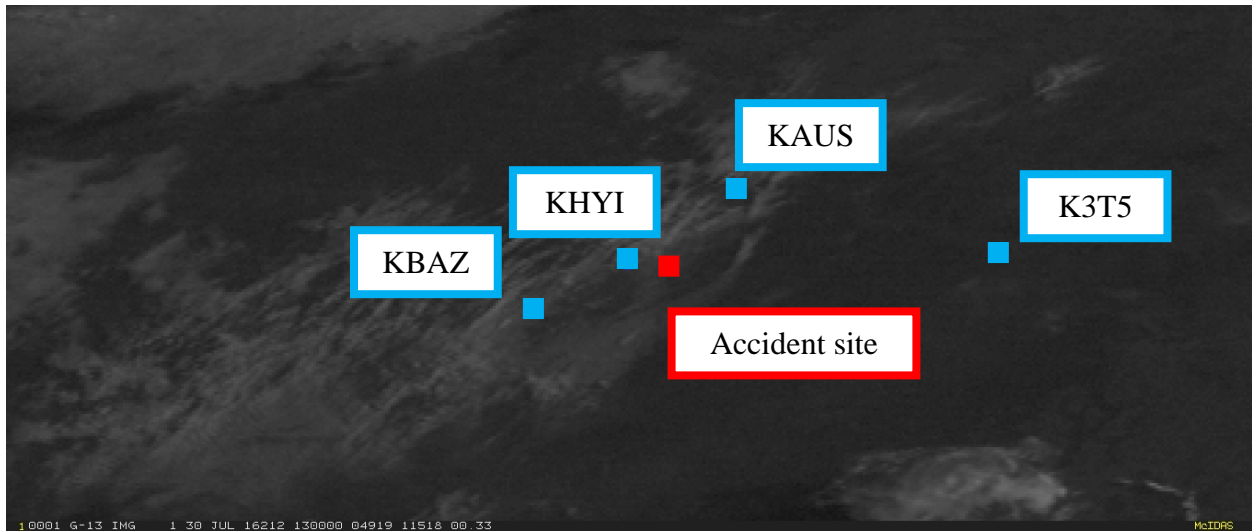 KAUS
KHYI
K3T5
KBAZ
Accident site
1 0001 G-13 IMG 1 30 JUL 16212 130000 04919 11518 00.33
McIDAS